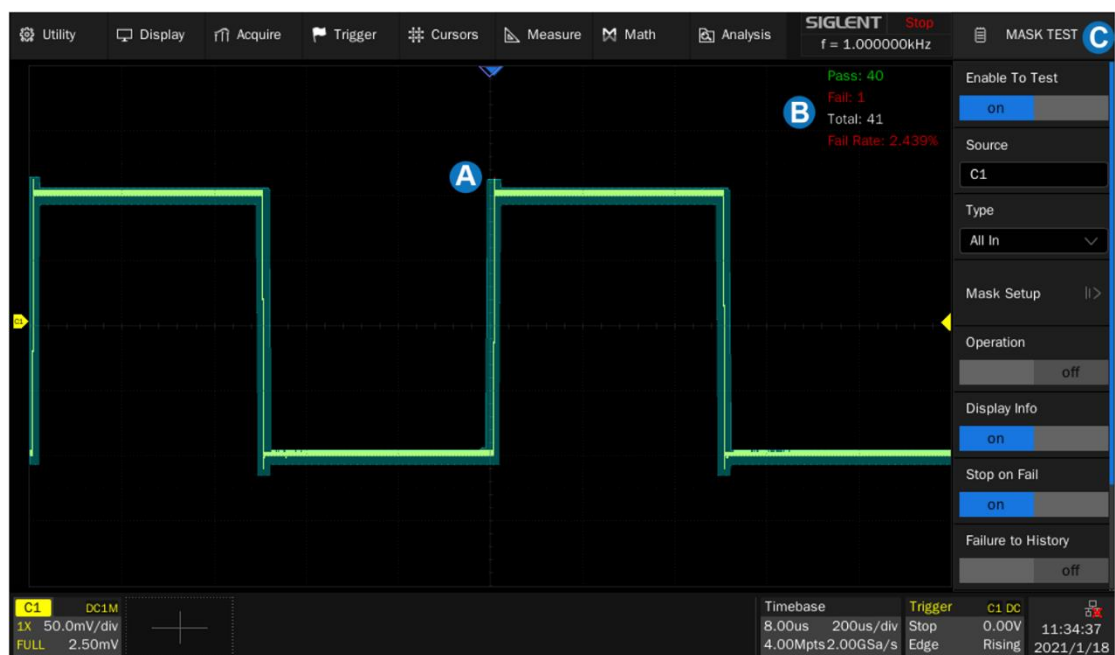 Utility Display Acquire Trigger Cursors Measure Math Analysis
SIGLENT Stop
f = 1.000000kHz
MASK TEST C
Pass: 40
Fail: 1
B
Total: 41
Fail Rate: 2.439%
A
C1
Enable To Test
on
Source
C1
Type
All In
Mask Setup
Operation
off
Display Info
on
Stop on Fail
on
Failure to History
off
C1 DC1M
1X 50.0mV/div
FULL 2.50mV
Timebase
8.00us 200us/div
4.00Mpts 2.00GSa/s
Trigger C1 DC
Stop 0.00V
Edge Rising
11:34:37
2021/1/18